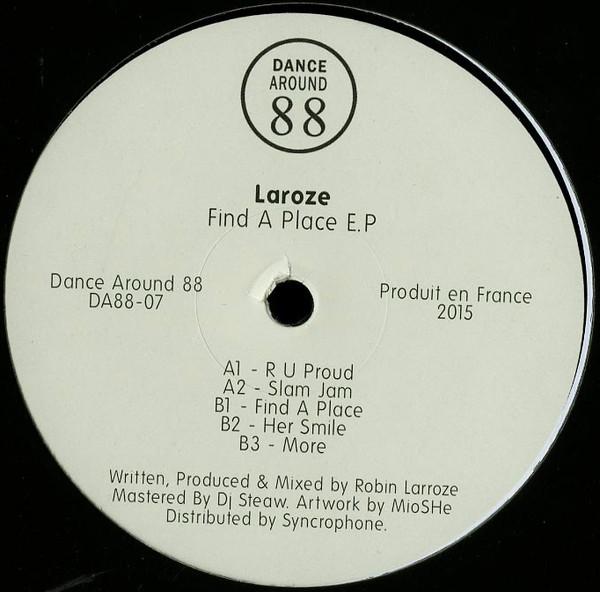 DANCE
AROUND
88
Laroze
Find A Place E.P
Dance Around 88
DA88-07
Produit en France
2015
A1 - R U Proud
A2 - Slam Jam
B1 - Find A Place
B2 - Her Smile
B3 - More
Written, Produced & Mixed by Robin Larroze
Mastered By Dj Steaw. Artwork by MioSHe
Distributed by Syncrophone.